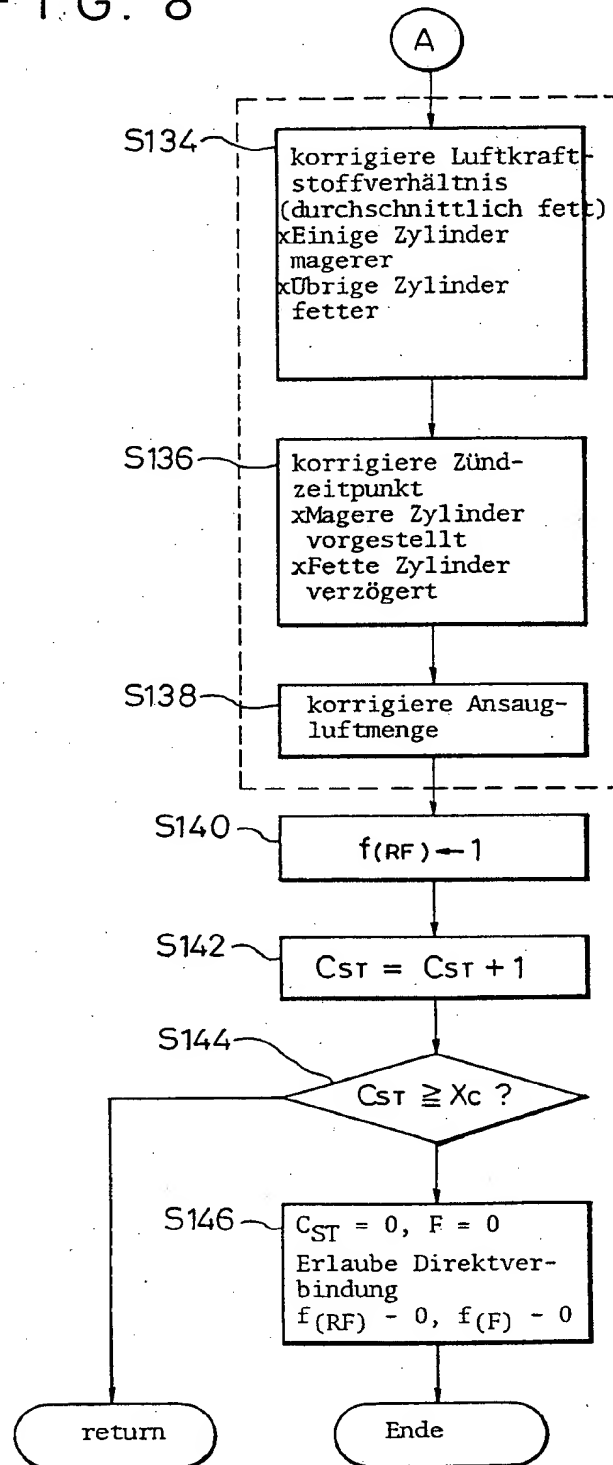 FIG. 8
A
S134
korrigiere Luftkraft-
stoffverhältnis
(durchschnittlich fett)
xEinige Zylinder
magerer
xÜbrige Zylinder
fetter
S136
korrigiere Zünd-
zeitpunkt
xMagere Zylinder
vorgestellt
xFette Zylinder
verzögert
S138
korrigiere Ansaug-
luftmenge
S140
f(RF) ← 1
S142
CST = CST + 1
S144
CST ≧ Xc ?
S146
CST = 0, F = 0
Erlaube Direktver-
bindung
f(RF) - 0, f(F) - 0
return
Ende